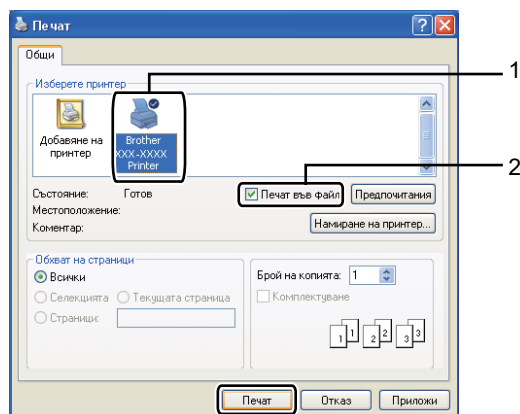 Печат
Общи
1
Изберете принтер
Добавяне на
принтер
Brother
XXX-XXXX
Printer
2
Състояние: Готов
Печат във файл
Предпочитания
Местоположение:
Коментар:
Намиране на принтер...
Обхват на страници
Всички
Селекцията
Текущата страница
Страници:
Брой на копията: 1
Комплектуване
1 1 2 2 3 3
Печат
Отказ
Приложи